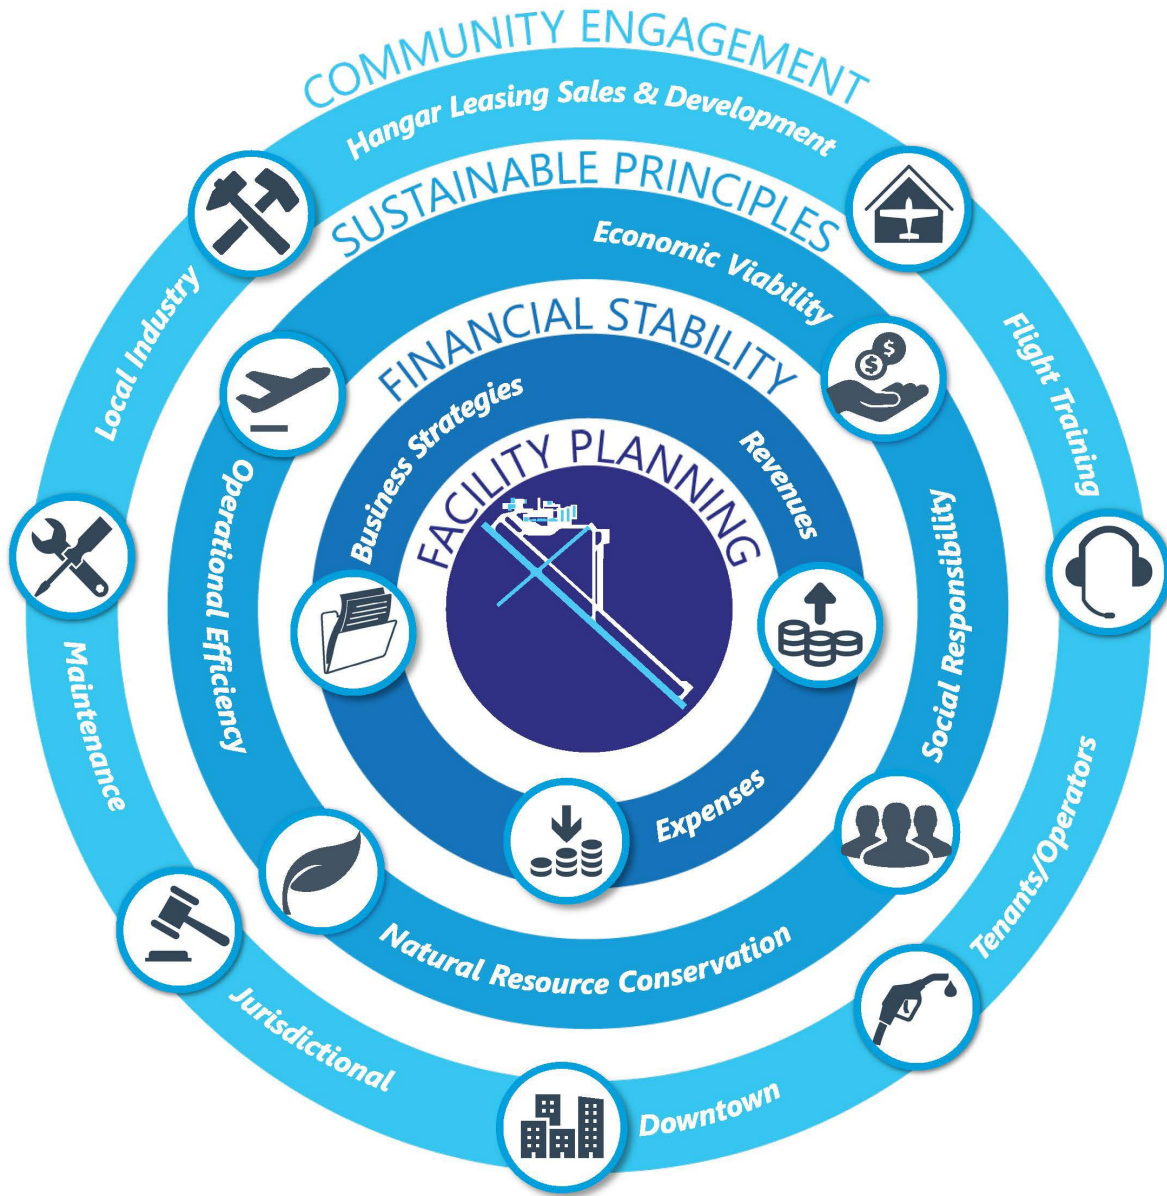 COMMUNITY ENGAGEMENT
Hangar Leasing Sales & Development
Flight Training
Tenants/Operators
Downtown
Jurisdictional
Maintenance
Local Industry
SUSTAINABLE PRINCIPLES
Economic Viability
Social Responsibility
Natural Resource Conservation
Operational Efficiency
FINANCIAL STABILITY
Business Strategies
Revenues
Expenses
FACILITY PLANNING
$
$